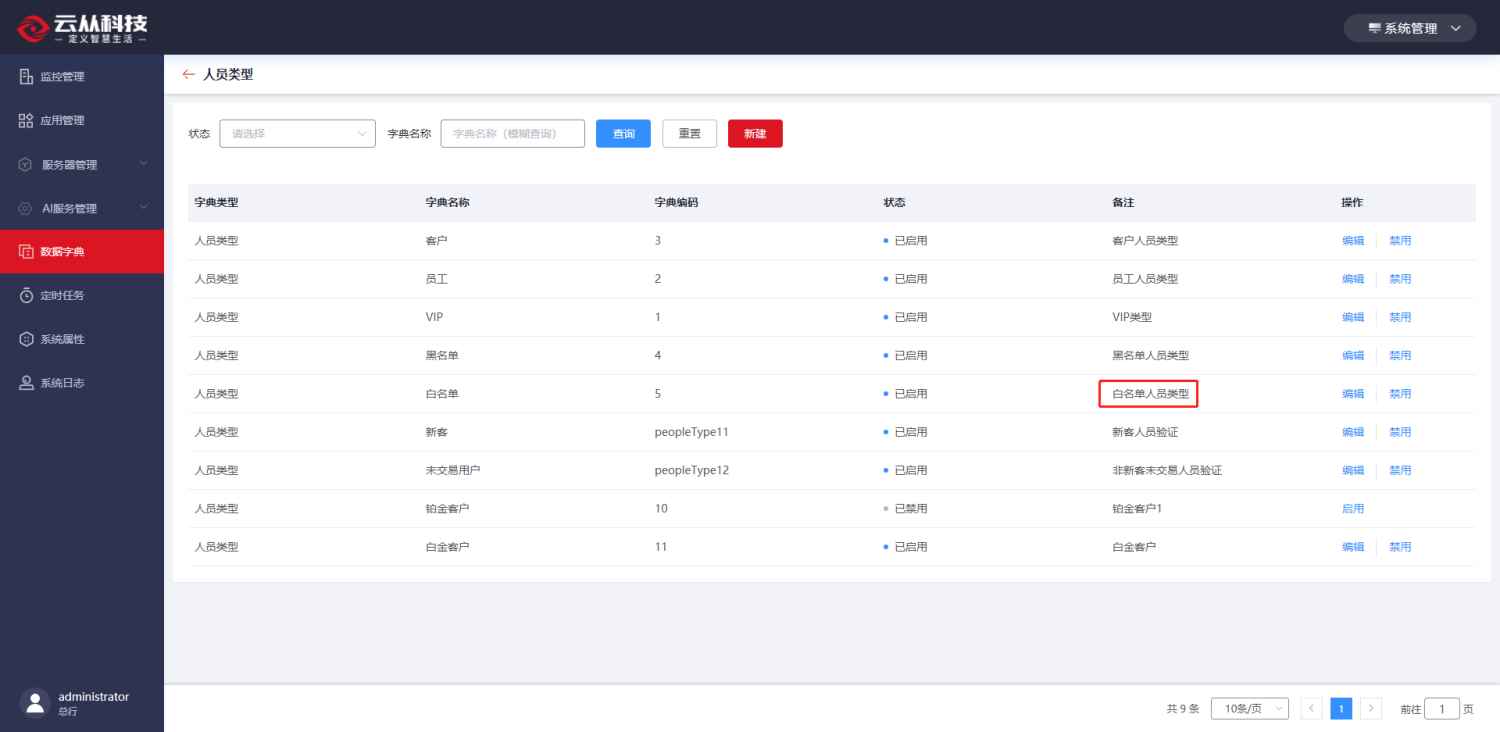 云从科技
定义智慧生活
系统管理
监控管理
应用管理
服务器管理
AI服务管理
数据字典
定时任务
系统属性
系统日志
administrator
总行
人员类型
状态 请选择 字典名称 字典名称（模糊查询） 查询 重置 新建
字典类型 字典名称 字典编码 状态 备注 操作
人员类型 客户 3 已启用 客户人员类型 编辑 禁用
人员类型 员工 2 已启用 员工人员类型 编辑 禁用
人员类型 VIP 1 已启用 VIP类型 编辑 禁用
人员类型 黑名单 4 已启用 黑名单人员类型 编辑 禁用
人员类型 白名单 5 已启用 白名单人员类型 编辑 禁用
人员类型 新客 peopleType11 已启用 新客人员验证 编辑 禁用
人员类型 未交易用户 peopleType12 已启用 非新客未交易人员验证 编辑 禁用
人员类型 铂金客户 10 已禁用 铂金客户1 启用
人员类型 白金客户 11 已启用 白金客户 编辑 禁用
共 9 条 10条/页 1 前往 1 页